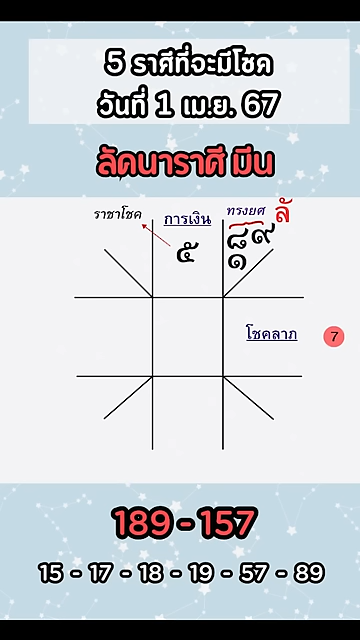 5 ราศีที่จะมีโชค
วันที่ 1 เม.ย. 67
ลัคนาราศี มีน
ราชาโชค การเงิน ทรงยศ ลั
๕ ๘ ๙
๑
โชคลาภ 7
189 - 157
15 - 17 - 18 - 19 - 57 - 89